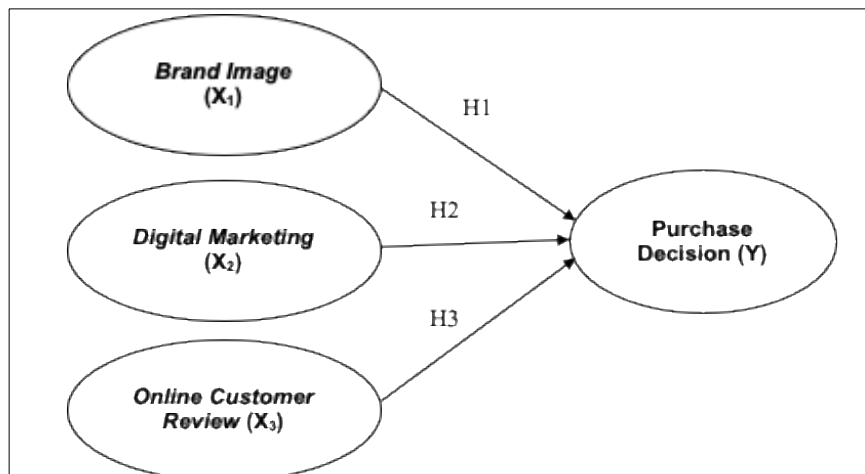 Brand Image
(X₁)
H1
H2
Purchase
Decision (Y)
Digital Marketing
(X₂)
H3
Online Customer
Review (X₃)